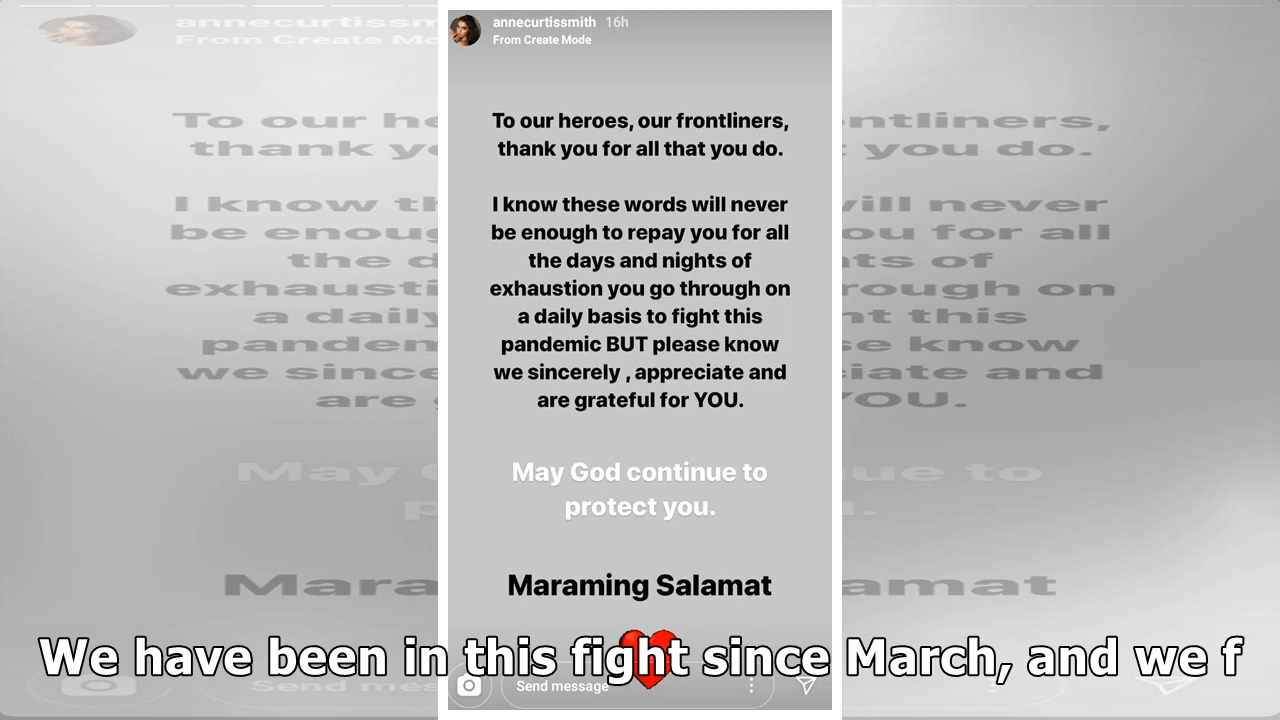 annecurtissmith 16h
From Create Mode
To our heroes, our frontliners,
thank you for all that you do.
I know these words will never
be enough to repay you for all
the days and nights of
exhaustion you go through on
a daily basis to fight this
pandemic BUT please know
we sincerely , appreciate and
are grateful for YOU.
May God continue to
protect you.
Maraming Salamat
We have been in this fight since March, and we f
Send message